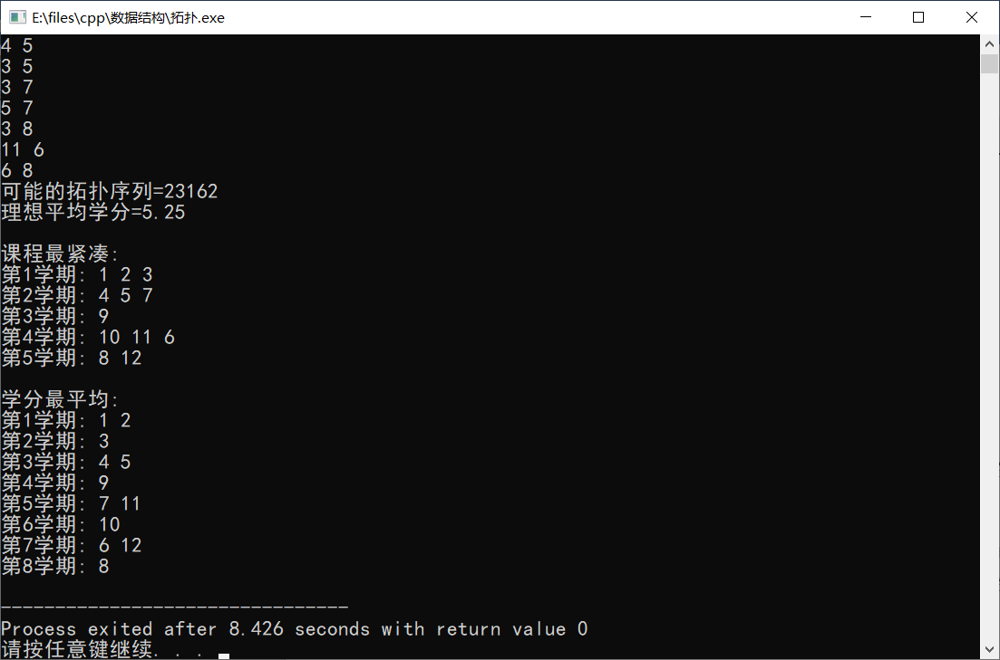 E:\files\cpp\数据结构\拓扑.exe
4 5
3 5
3 7
5 7
3 8
11 6
6 8
可能的拓扑序列=23162
理想平均学分=5.25
课程最紧凑:
第1学期: 1 2 3
第2学期: 4 5 7
第3学期: 9
第4学期: 10 11 6
第5学期: 8 12
学分最平均:
第1学期: 1 2
第2学期: 3
第3学期: 4 5
第4学期: 9
第5学期: 7 11
第6学期: 10
第7学期: 6 12
第8学期: 8
--------------------------------
Process exited after 8.426 seconds with return value 0
请按任意键继续. . .